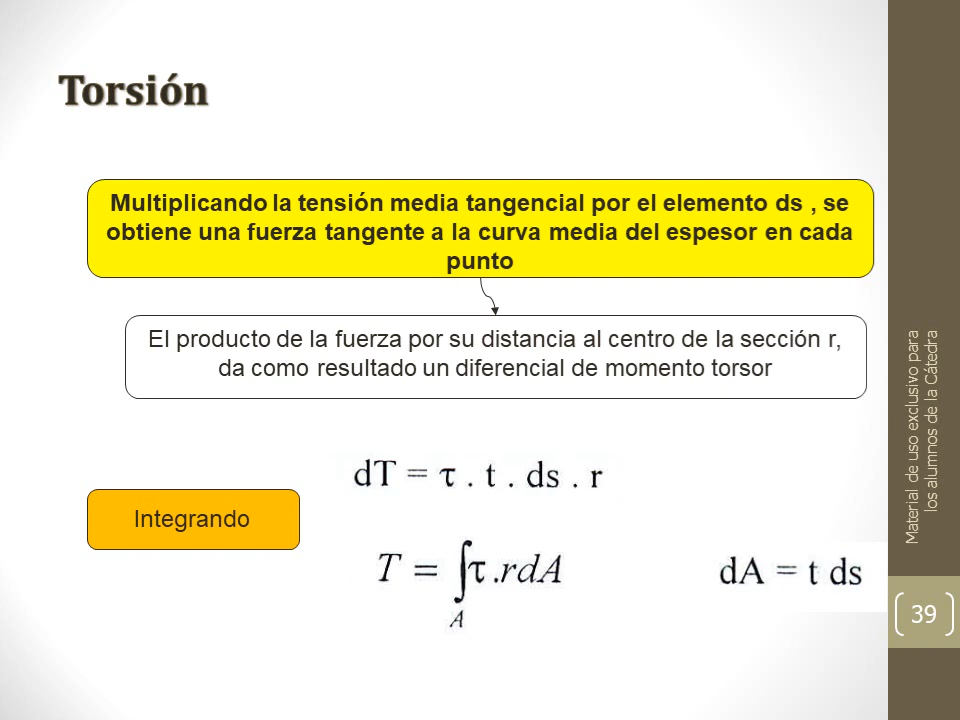 Torsión
Multiplicando la tensión media tangencial por el elemento ds , se
obtiene una fuerza tangente a la curva media del espesor en cada
punto
El producto de la fuerza por su distancia al centro de la sección r,
da como resultado un diferencial de momento torsor
dT = τ . t . ds . r
Integrando
T = ∫τ.rdA
A
dA = t ds
Material de uso exclusivo para
los alumnos de la Cátedra
39